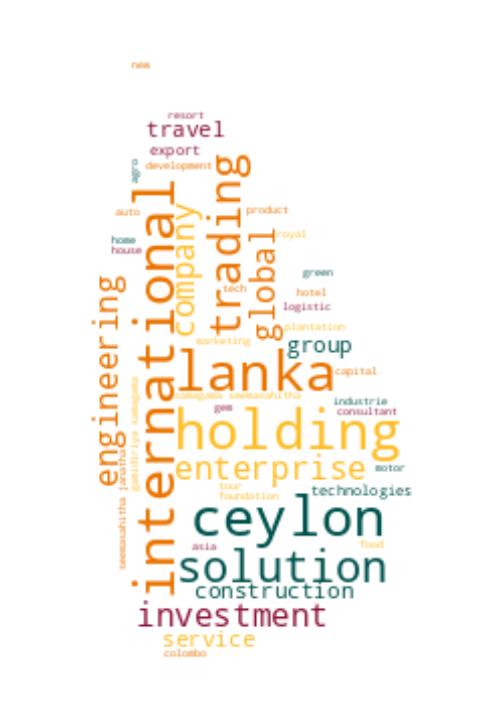 new
resort
travel
export
development
agro
trading
international
company
auto
product
royal
home
house
global
green
tech
hotel
logistic
engineering
plantation
marketing
group
lanka
capital
gamidiriya samagama
samagama seemasahitha
industrie
consultant
gem
holding
seemasahitha janatha
enterprise
motor
tour
technologies
foundation
ceylon
asia
food
solution
construction
investment
service
colombo